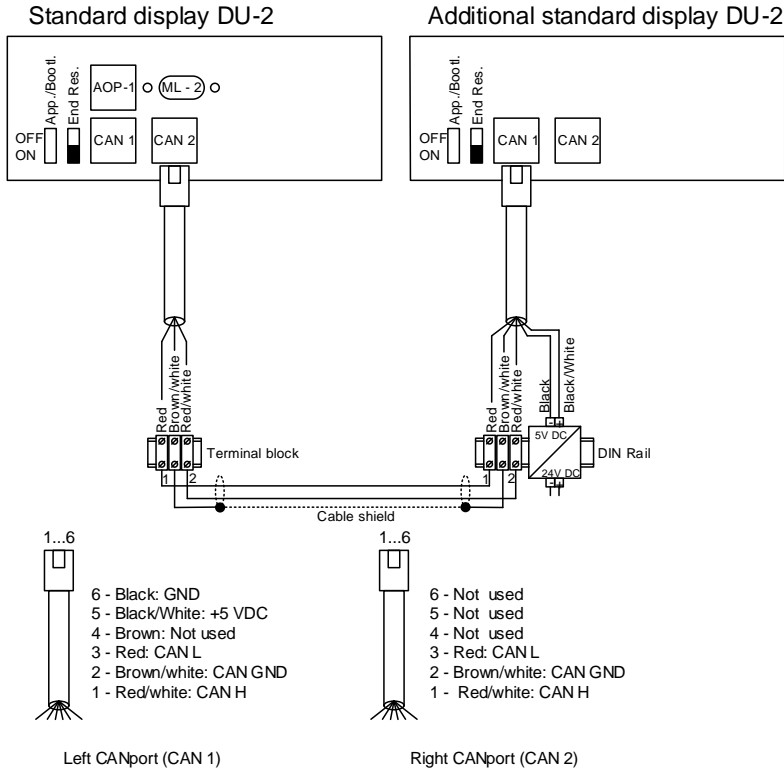 Standard display DU-2
Additional standard display DU-2
App./Bootl.
End Res.
AOP-1
ML - 2
OFF
ON
CAN 1
CAN 2
App./Bootl.
End Res.
OFF
ON
CAN 1
CAN 2
Red
Brown/white
Red/white
Red
Brown/white
Red/white
Black
Black/White
- +
5V DC
Terminal block
DIN Rail
24V DC
- +
1
2
1
2
Cable shield
1...6
6 - Black: GND
5 - Black/White: +5 VDC
4 - Brown: Not used
3 - Red: CAN L
2 - Brown/white: CAN GND
1 - Red/white: CAN H
Left CANport (CAN 1)
1...6
6 - Not used
5 - Not used
4 - Not used
3 - Red: CAN L
2 - Brown/white: CAN GND
1 - Red/white: CAN H
Right CANport (CAN 2)